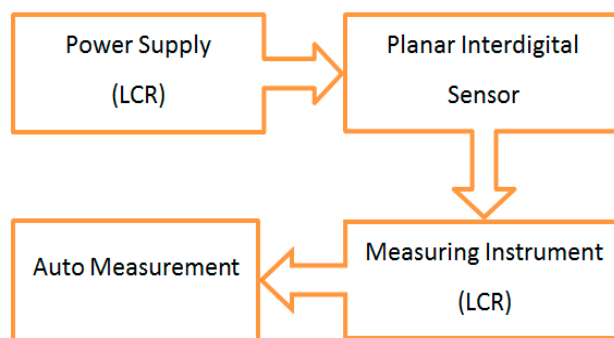 Power Supply
(LCR)
Planar Interdigital
Sensor
Measuring Instrument
(LCR)
Auto Measurement